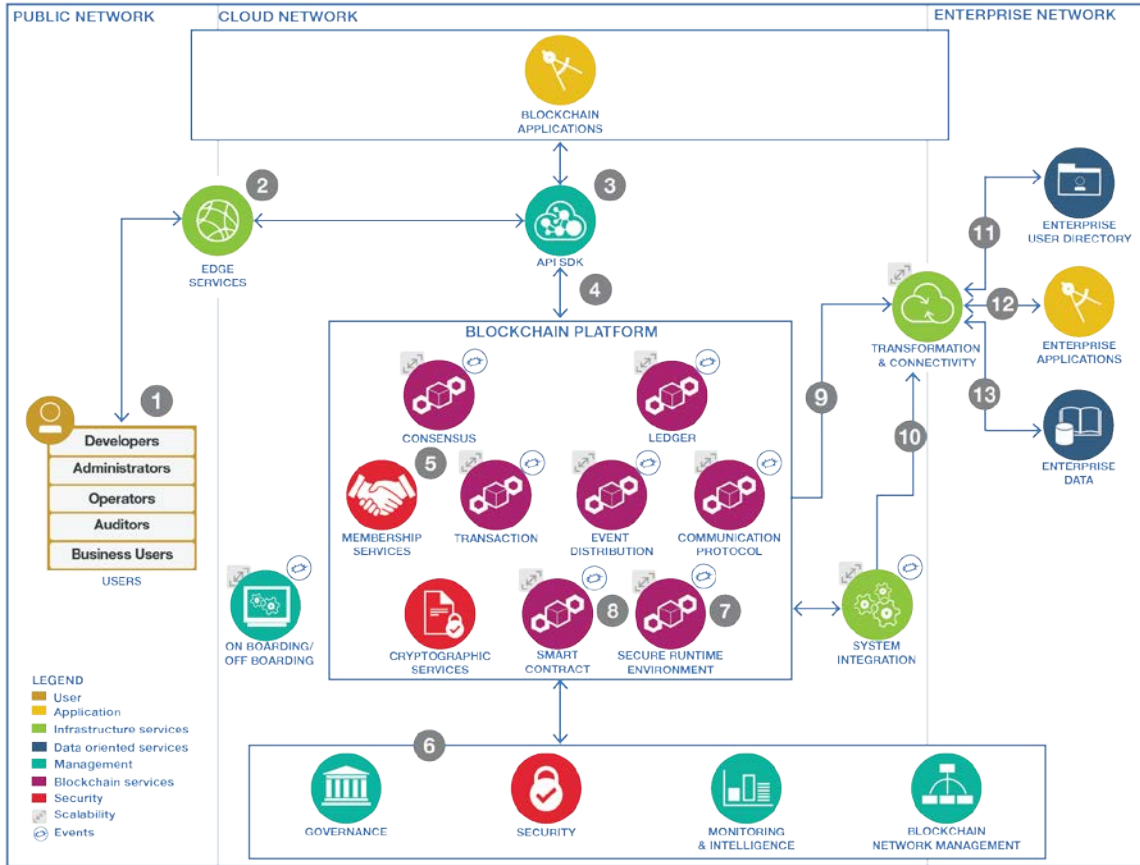 PUBLIC NETWORK
CLOUD NETWORK
ENTERPRISE NETWORK
BLOCKCHAIN
APPLICATIONS
2
3
EDGE
SERVICES
API SDK
4
11
ENTERPRISE
USER DIRECTORY
12
TRANSFORMATION
& CONNECTIVITY
ENTERPRISE
APPLICATIONS
13
ENTERPRISE
DATA
9
10
1
Developers
Administrators
Operators
Auditors
Business Users
USERS
BLOCKCHAIN PLATFORM
CONSENSUS
LEDGER
5
MEMBERSHIP
SERVICES
TRANSACTION
EVENT
DISTRIBUTION
COMMUNICATION
PROTOCOL
8
7
CRYPTOGRAPHIC
SERVICES
SMART
CONTRACT
SECURE RUNTIME
ENVIRONMENT
SYSTEM
INTEGRATION
ON BOARDING/
OFF BOARDING
LEGEND
User
Application
Infrastructure services
Data oriented services
Management
Blockchain services
Security
Scalability
Events
6
GOVERNANCE
SECURITY
MONITORING
& INTELLIGENCE
BLOCKCHAIN
NETWORK MANAGEMENT